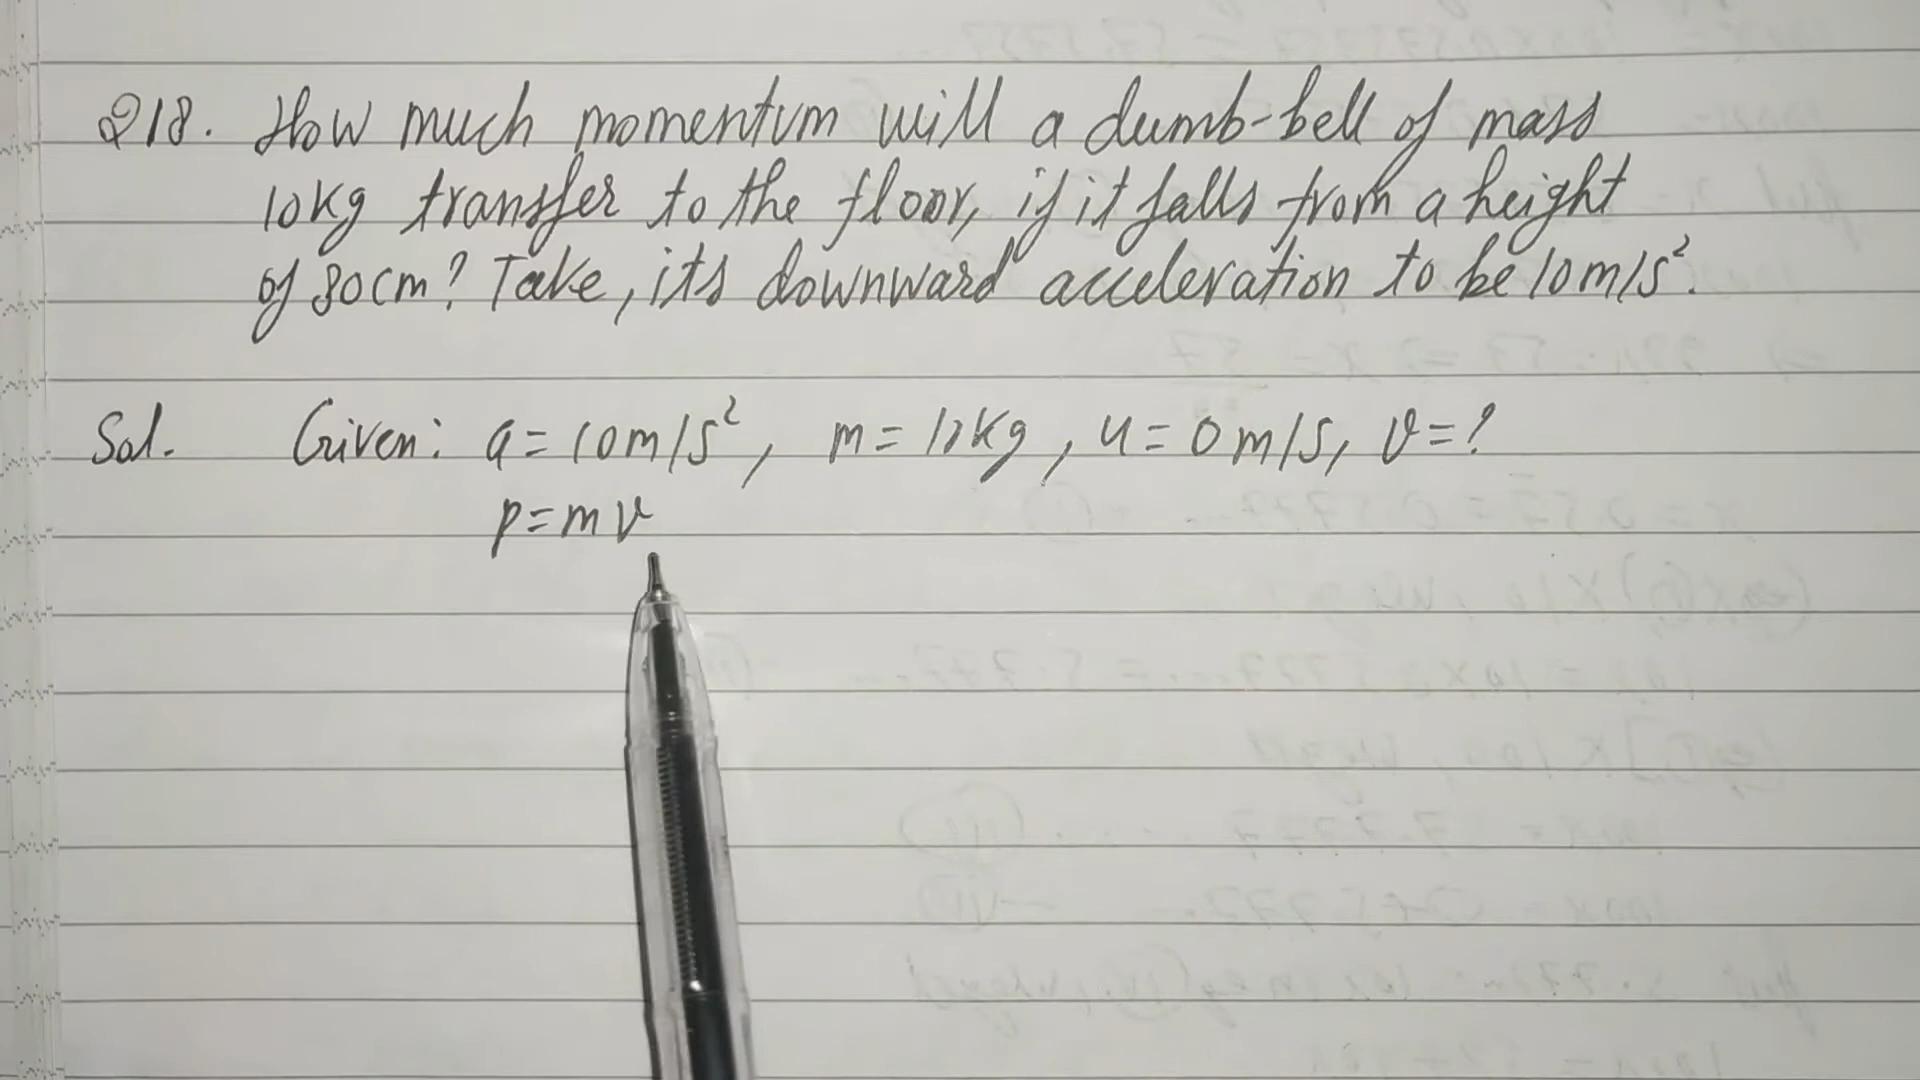 Q18. How much momentum will a dumb-bell of mass
10kg transfer to the floor, if it falls from a height
of 80cm? Take, its downward acceleration to be 10m/s².
Sol. Given: a = 10m/s², m = 10kg, u = 0 m/s, v = ?
p = mv